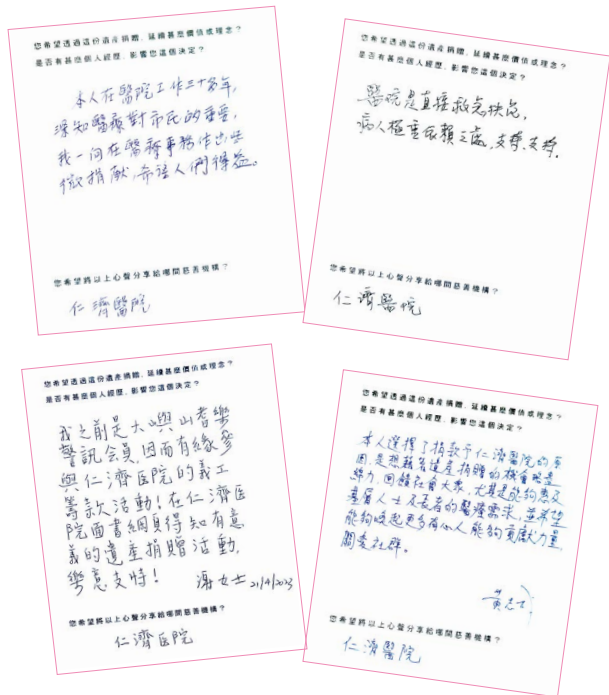 您希望透過這份遺產捐贈，延續甚麼價值或理念？
是否有甚麼個人經歷，影響您這個決定？
本人在醫院工作三十多年，
深知醫療對市民的重要，
我一向在醫療事務作出些
微捐獻，希望人們得益。
您希望將以上心聲分享給哪間慈善機構？
仁濟醫院
您希望透過這份遺產捐贈，延續甚麼價值或理念？
是否有甚麼個人經歷，影響您這個決定？
醫院是直接救急扶危，
病人極重依賴之處，支持，支持，
您希望將以上心聲分享給哪間慈善機構？
仁濟醫院
您希望透過這份遺產捐贈，延續甚麼價值或理念？
是否有甚麼個人經歷，影響您這個決定？
我之前是大嶼山耆樂
警訊会員，因而有緣參
與仁濟医院的義工
籌款活動！在仁濟医
院面書網頁得知有意
義的遺產捐贈活動，
樂意支持！
馮女士 21/4/2023
您希望將以上心聲分享給哪間慈善機構？
仁濟医院
您希望透過這份遺產捐贈，延續甚麼價值或理念？
是否有甚麼個人經歷，影響您這個決定？
本人選擇了捐款予仁濟醫院的原
因，是想藉著遺產捐贈的機會略盡
綿力，回饋社會大衆，尤其是能夠惠及
基層人士及長者的醫療需求，並希望
能夠喚起更多有心人能夠貢獻力量，
關愛社群。
黃
您希望將以上心聲分享給哪間慈善機構？
仁濟醫院